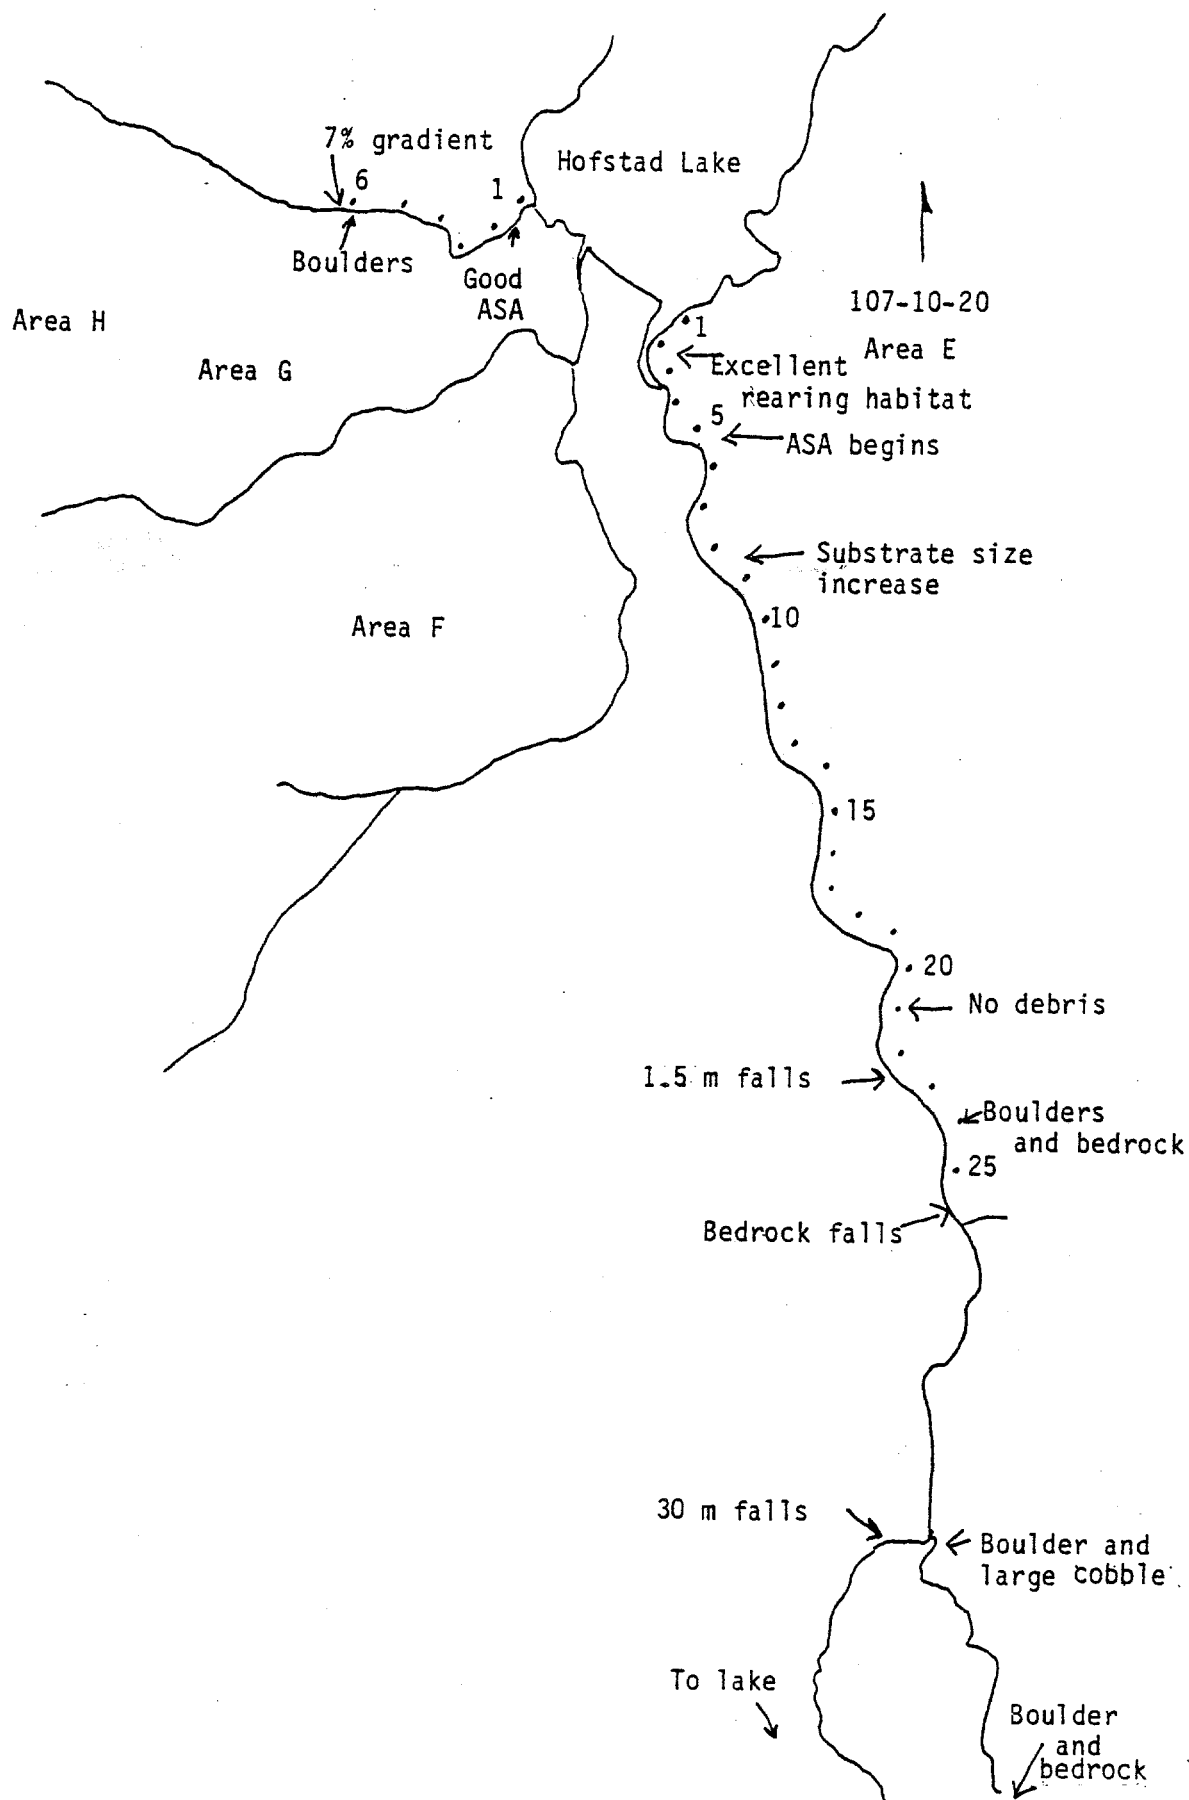 7% gradient
6
1
Hofstad Lake
Boulders
Good
ASA
107-10-20
Area H
Area G
1
Area E
Excellent
rearing habitat
5
ASA begins
Substrate size
increase
10
Area F
15
20
No debris
1.5 m falls
Boulders
and bedrock
25
Bedrock falls
30 m falls
Boulder and
large cobble
To lake
Boulder
and
bedrock